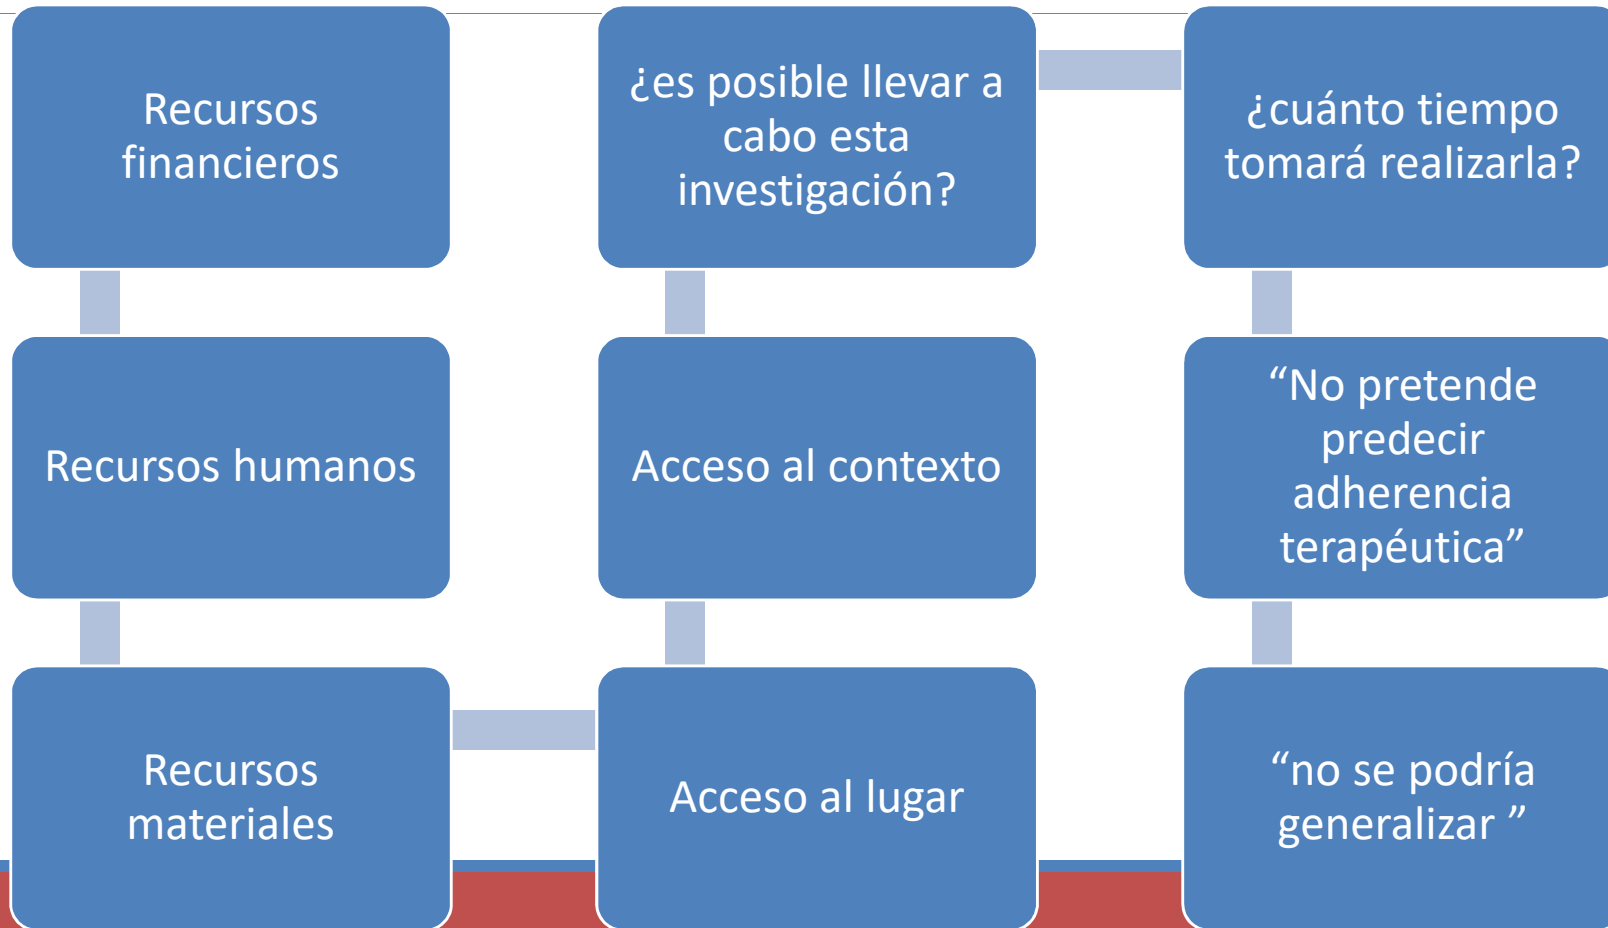 Recursos
financieros
Recursos humanos
Recursos
materiales
Acceso al lugar
Acceso al contexto
¿es posible llevar a
cabo esta
investigación?
¿cuánto tiempo
tomará realizarla?
“No pretende
predecir
adherencia
terapéutica”
“no se podría
generalizar ”